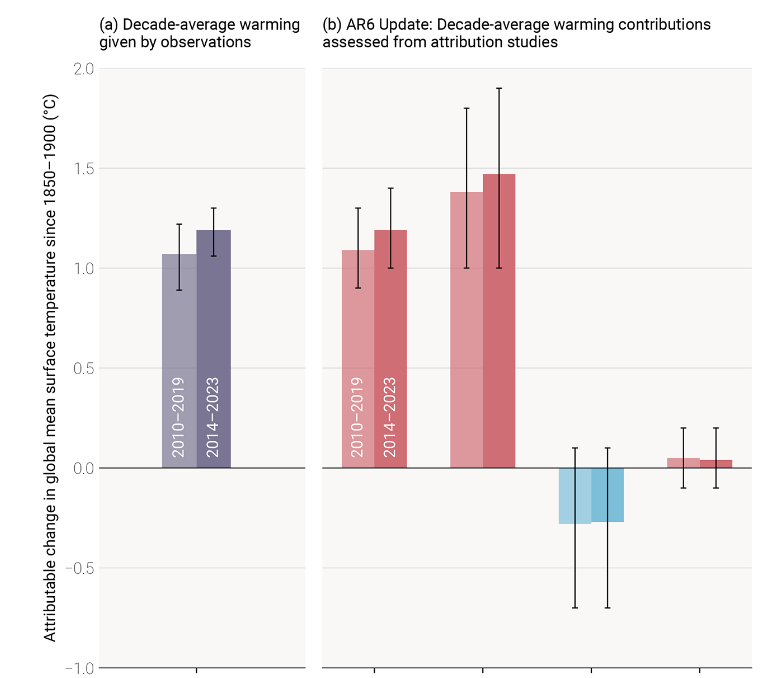 (a) Decade-average warming
given by observations
(b) AR6 Update: Decade-average warming contributions
assessed from attribution studies
Attributable change in global mean surface temperature since 1850–1900 (°C)
2.0
1.5
1.0
0.5
0.0
−0.5
−1.0
2010–2019
2014–2023
2010–2019
2014–2023